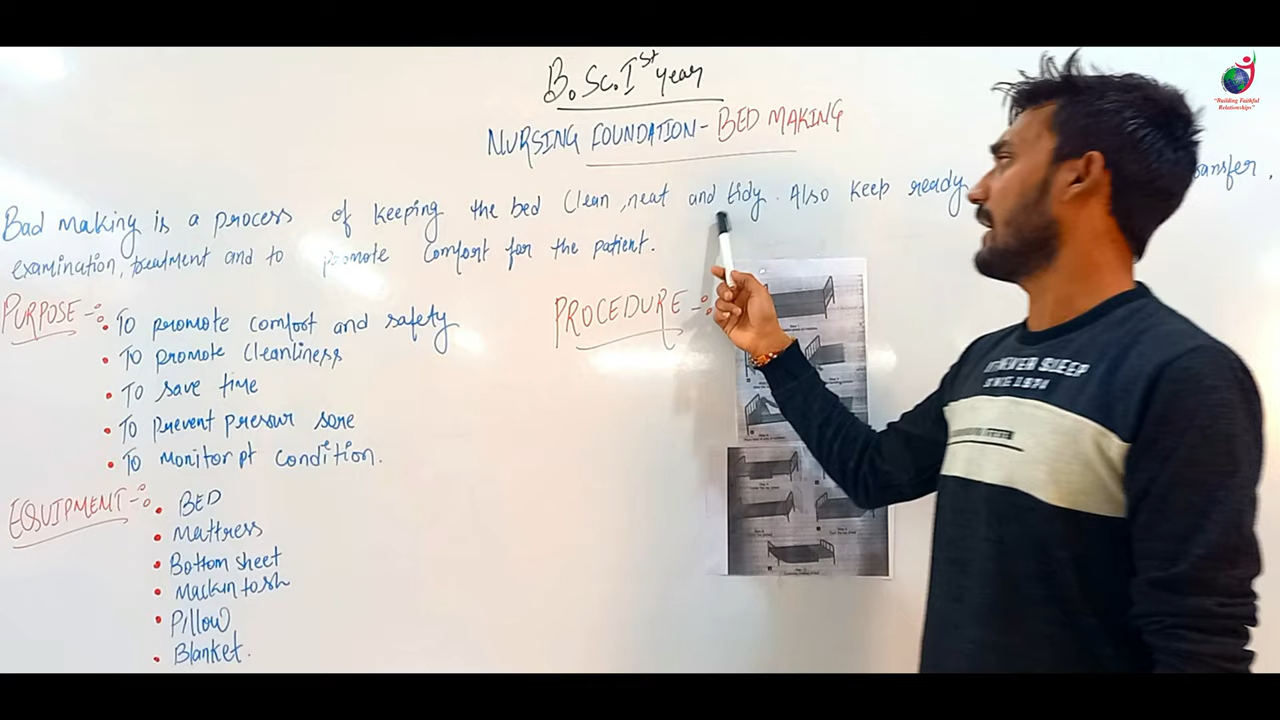 B.Sc. Ist year
NURSING FOUNDATION - BED MAKING
Bad making is a process of keeping the bed clean, neat and tidy. Also keep ready
examination, treatment and to promote comfort for the patient.
PURPOSE -:
• To promote comfort and safety
• To promote Cleanliness
• To save time
• To prevent presour sore
• To monitor pt condition.
EQUIPMENT -:
• BED
• Mattress
• Bottom sheet
• Mackintosh
• Pillow
• Blanket.
PROCEDURE -:
"Building Faithful
Relationships"